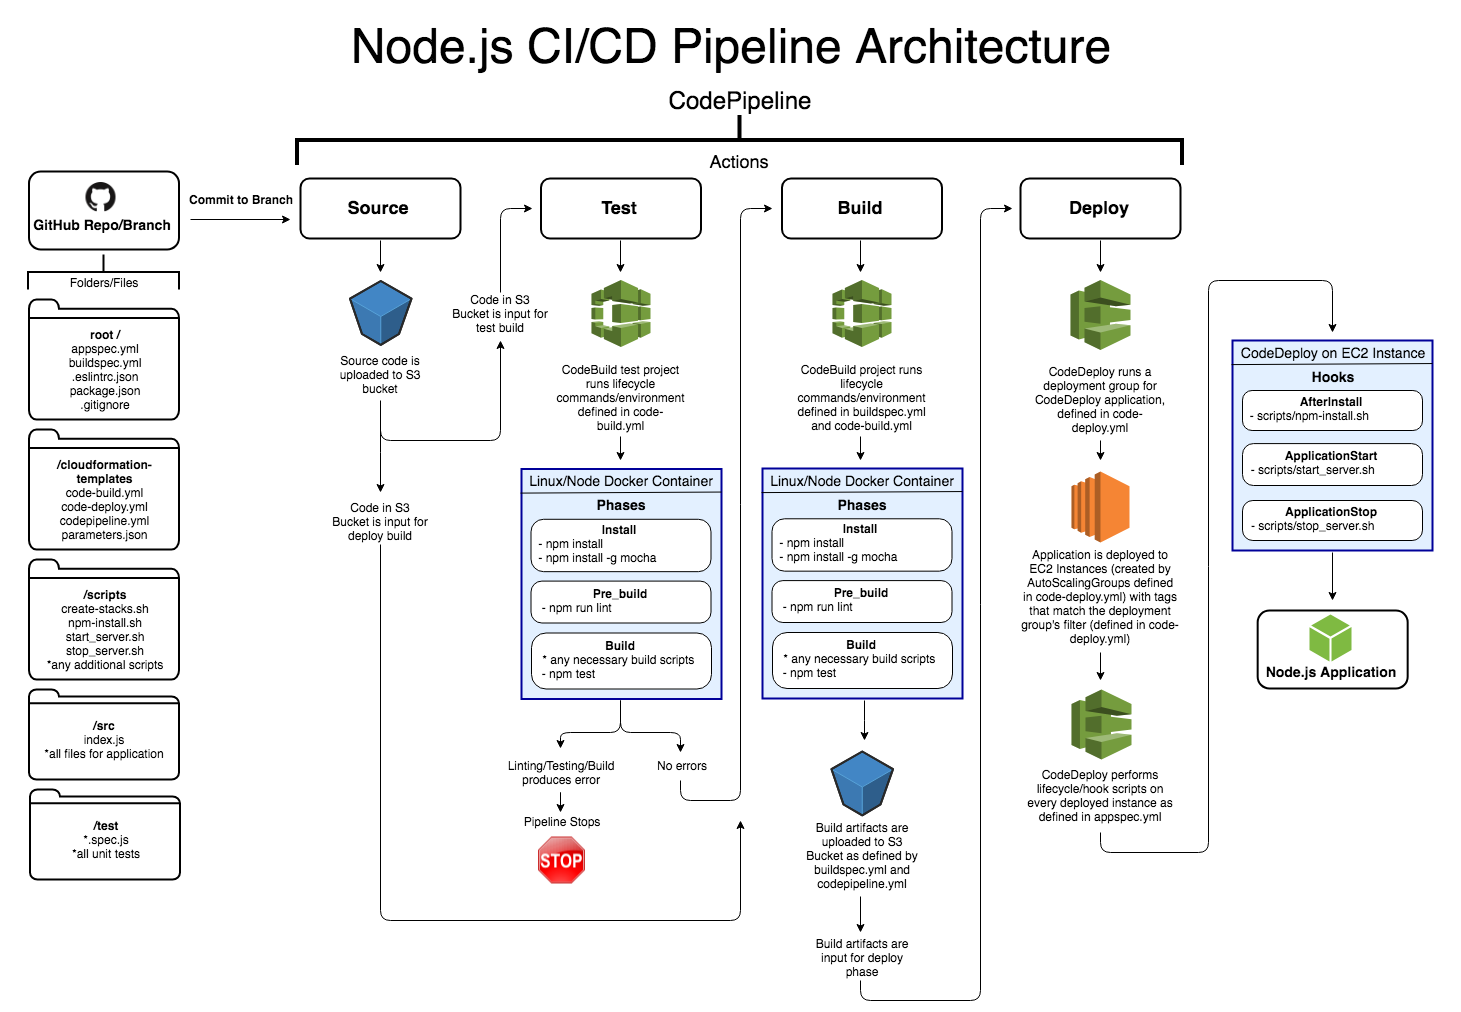 Node.js CI/CD Pipeline Architecture
CodePipeline
Actions
GitHub Repo/Branch
Commit to Branch
Folders/Files
root /
appspec.yml
buildspec.yml
.eslintrc.json
package.json
.gitignore
/cloudformation-
templates
code-build.yml
code-deploy.yml
codepipeline.yml
parameters.json
/scripts
create-stacks.sh
npm-install.sh
start_server.sh
stop_server.sh
*any additional scripts
/src
index.js
*all files for application
/test
*.spec.js
*all unit tests
Source
Source code is
uploaded to S3
bucket
Code in S3
Bucket is input for
test build
Code in S3
Bucket is input for
deploy build
Test
CodeBuild test project
runs lifecycle
commands/environment
defined in code-
build.yml
Linux/Node Docker Container
Phases
Install
- npm install
- npm install -g mocha
Pre_build
- npm run lint
Build
* any necessary build scripts
- npm test
Linting/Testing/Build
produces error
No errors
Pipeline Stops
STOP
Build
CodeBuild project runs
lifecycle
commands/environment
defined in buildspec.yml
and code-build.yml
Linux/Node Docker Container
Phases
Install
- npm install
- npm install -g mocha
Pre_build
- npm run lint
Build
* any necessary build scripts
- npm test
Build artifacts are
uploaded to S3
Bucket as defined by
buildspec.yml and
codepipeline.yml
Build artifacts are
input for deploy
phase
Deploy
CodeDeploy runs a
deployment group for
CodeDeploy application,
defined in code-
deploy.yml
Application is deployed to
EC2 Instances (created by
AutoScalingGroups defined
in code-deploy.yml) with tags
that match the deployment
group's filter (defined in code-
deploy.yml)
CodeDeploy performs
lifecycle/hook scripts on
every deployed instance as
defined in appspec.yml
CodeDeploy on EC2 Instance
Hooks
AfterInstall
- scripts/npm-install.sh
ApplicationStart
- scripts/start_server.sh
ApplicationStop
- scripts/stop_server.sh
Node.js Application